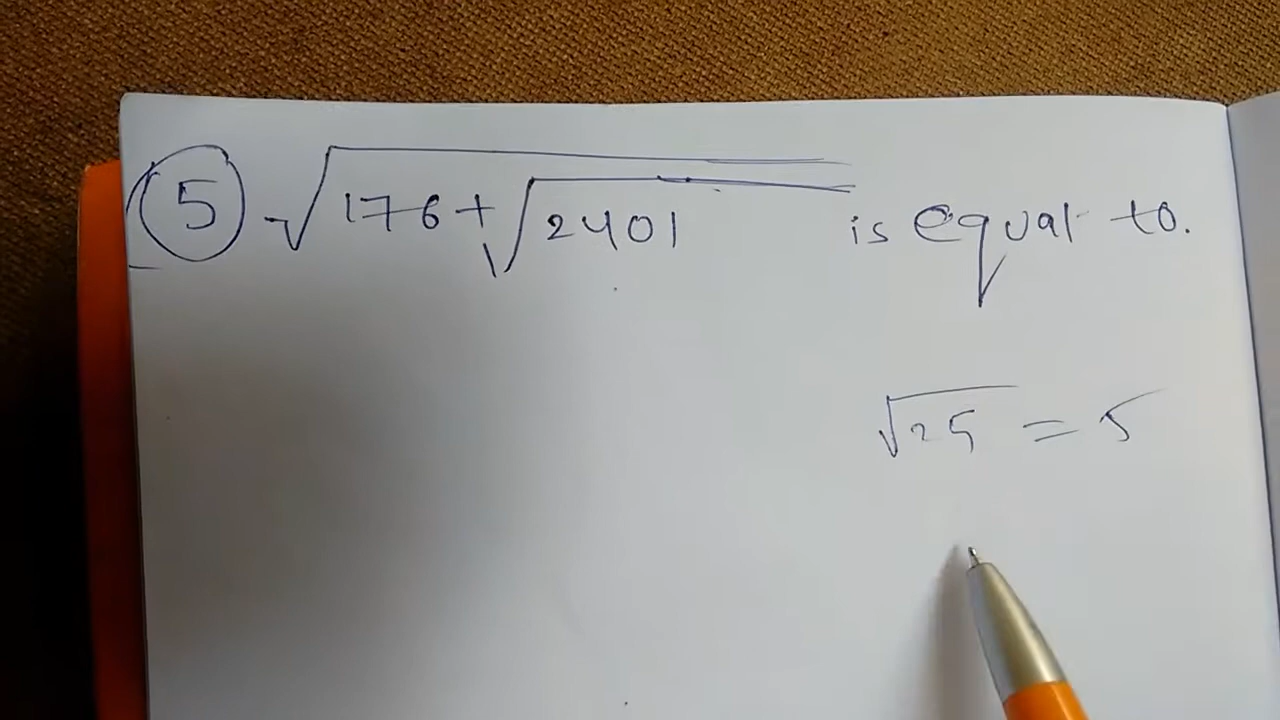 5 √176+√2401 is equal to.
√25 = 5